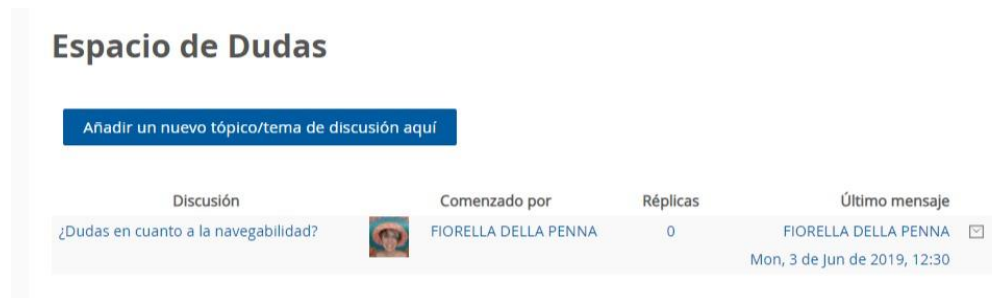 Espacio de Dudas
Añadir un nuevo tópico/tema de discusión aquí
Discusión Comenzado por Réplicas Último mensaje
¿Dudas en cuanto a la navegabilidad? FIORELLA DELLA PENNA 0 FIORELLA DELLA PENNA
Mon, 3 de Jun de 2019, 12:30